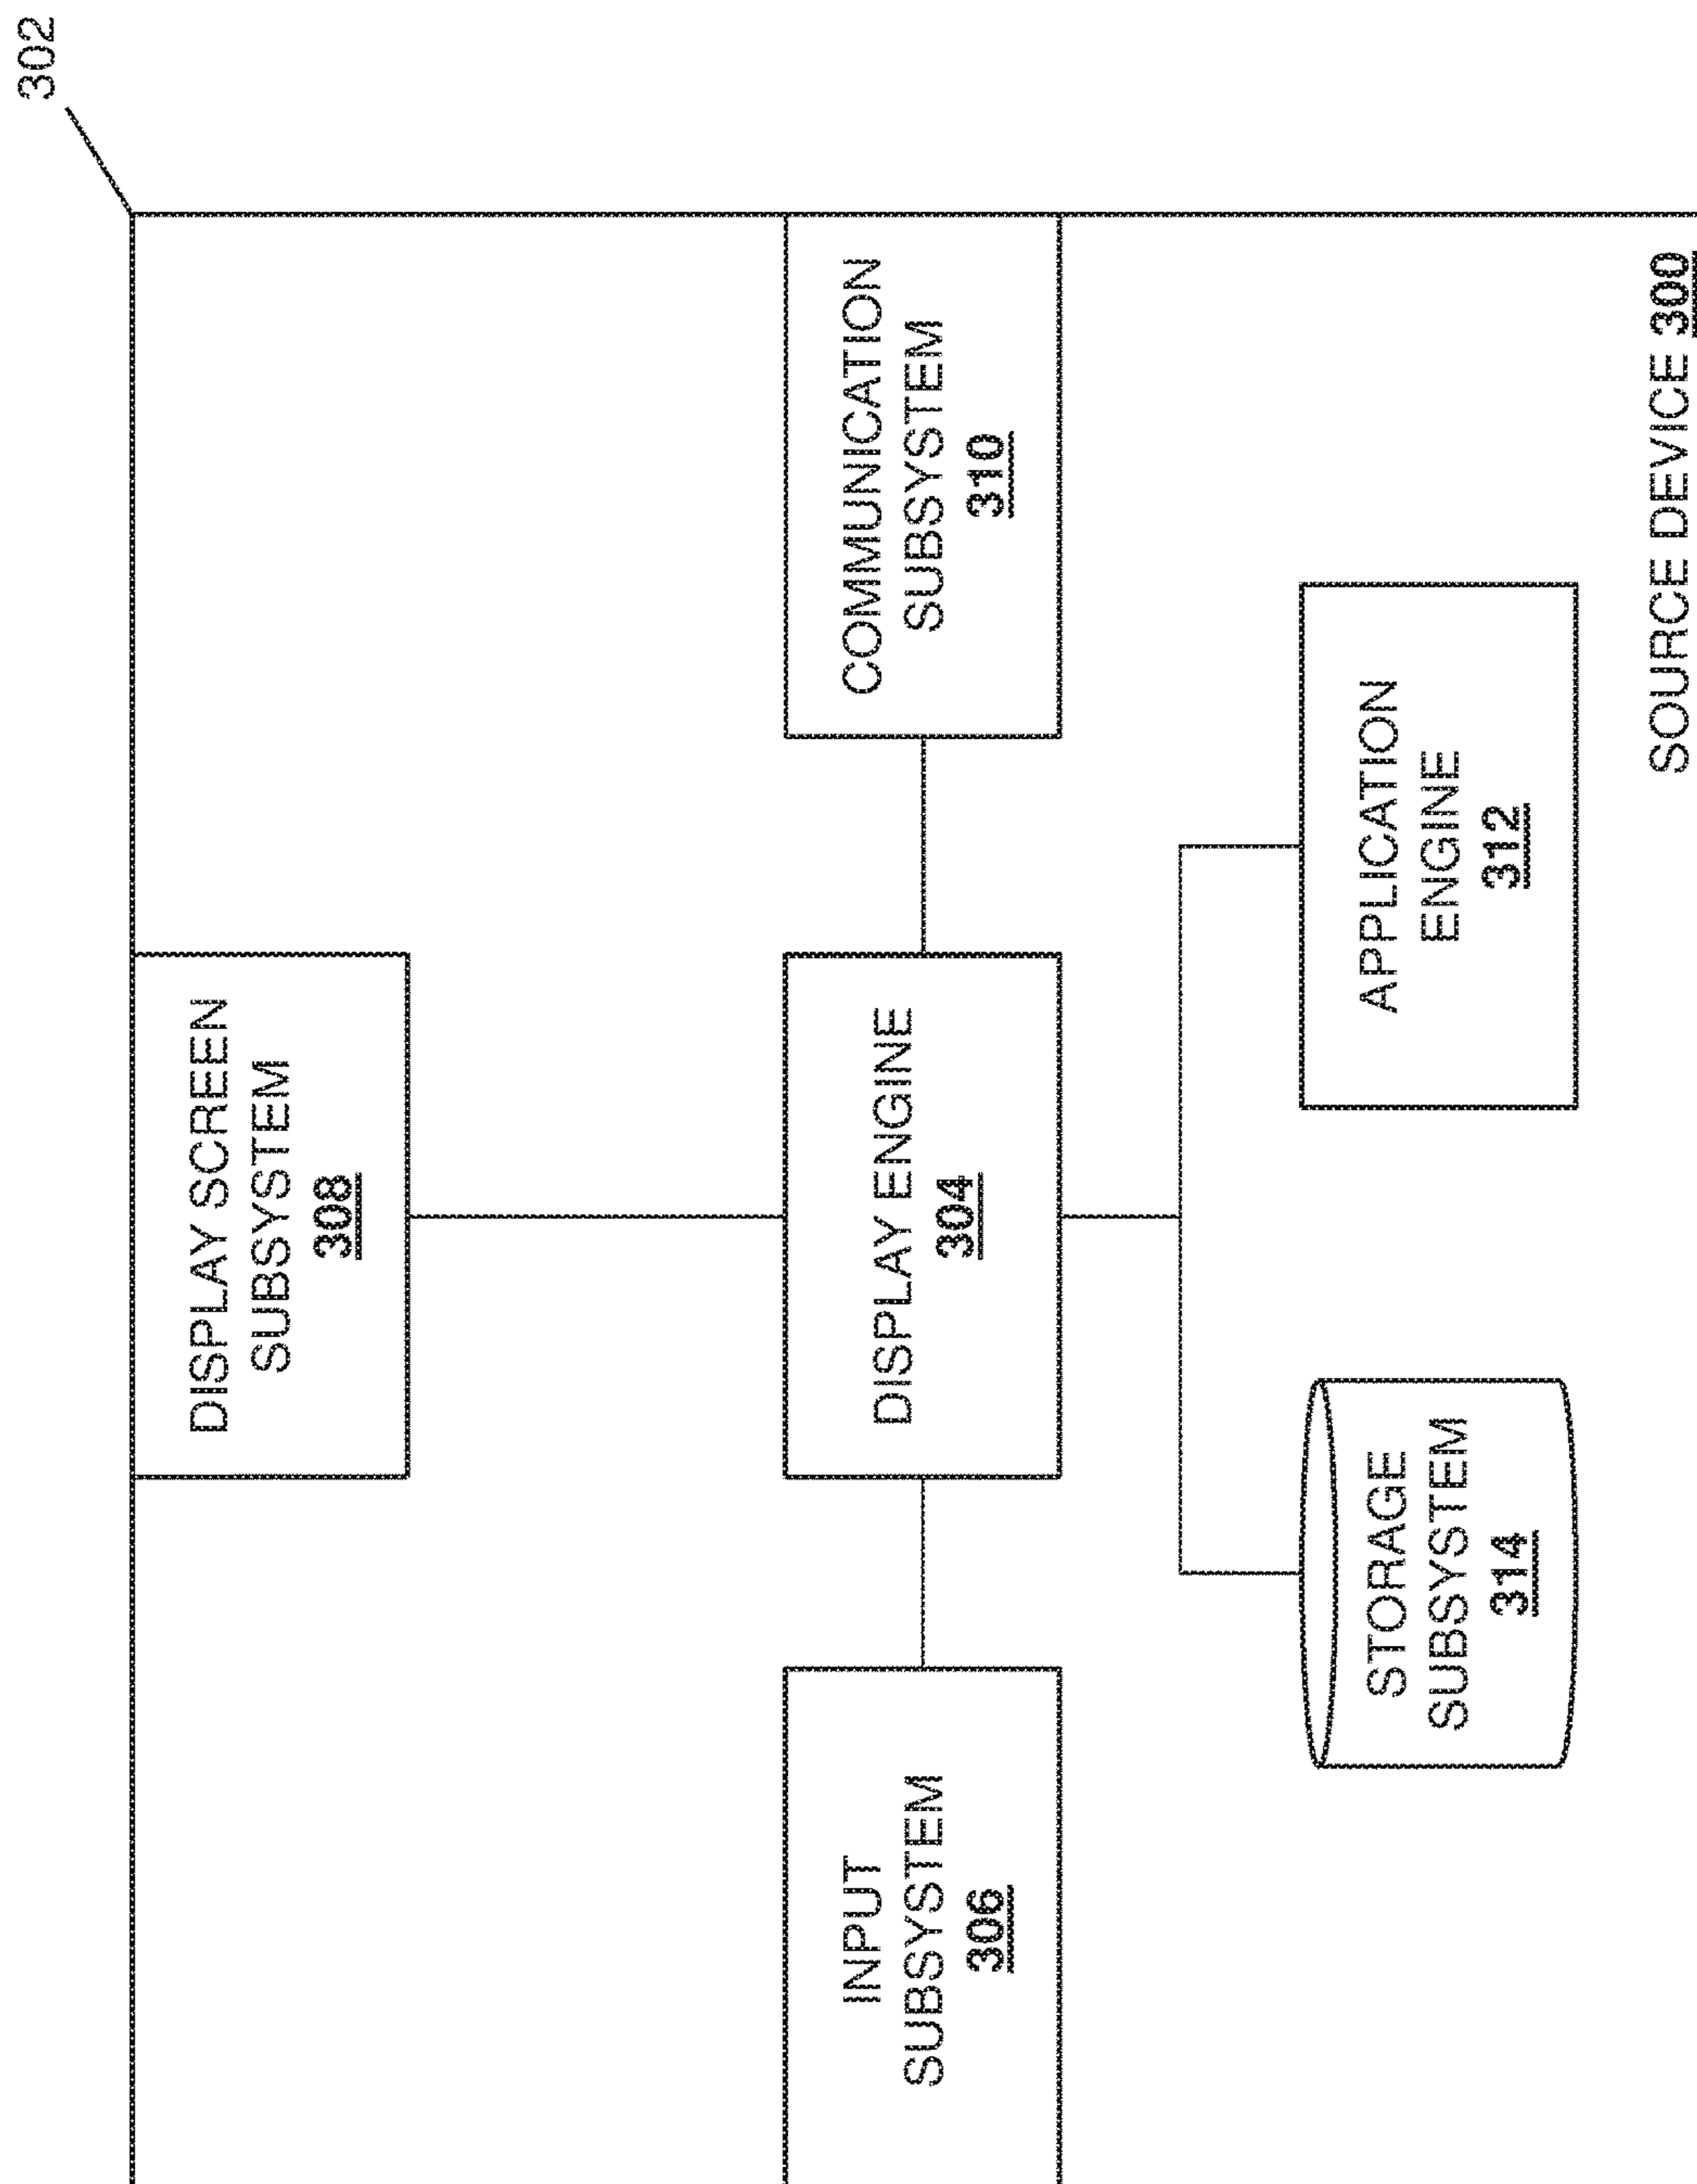 302
DISPLAY SCREEN
SUBSYSTEM
308
INPUT
SUBSYSTEM
306
DISPLAY ENGINE
304
COMMUNICATION
SUBSYSTEM
310
STORAGE
SUBSYSTEM
314
APPLICATION
ENGINE
312
SOURCE DEVICE 300